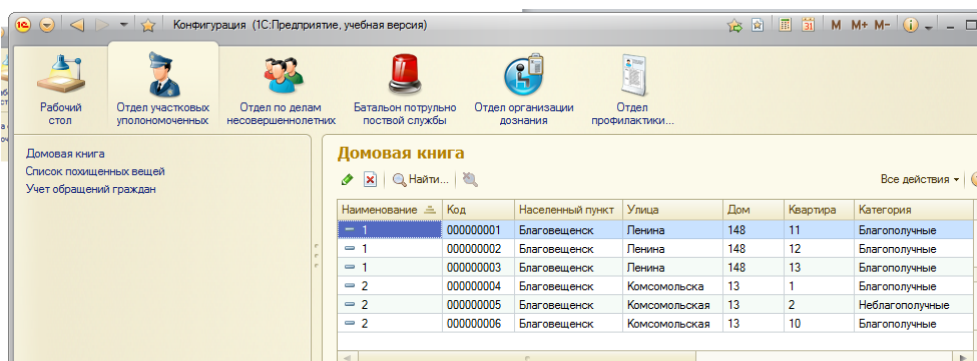 Конфигурация (1С:Предприятие, учебная версия) M M+ M-
Рабочий стол
Отдел участковых уполономоченных
Отдел по делам несовершеннолетних
Батальон потрульно поствой службы
Отдел организации дознания
Отдел профилактики...
Домовая книга
Список похищенных вещей
Учет обращений граждан
Домовая книга
Найти... Все действия
Наименование Код Населенный пункт Улица Дом Квартира Категория
1 000000001 Благовещенск Ленина 148 11 Благополучные
1 000000002 Благовещенск Ленина 148 12 Благополучные
1 000000003 Благовещенск Ленина 148 13 Благополучные
2 000000004 Благовещенск Комсомольска 13 1 Благополучные
2 000000005 Благовещенск Комсомольская 13 2 Неблагополучные
2 000000006 Благовещенск Комсомольская 13 10 Благополучные